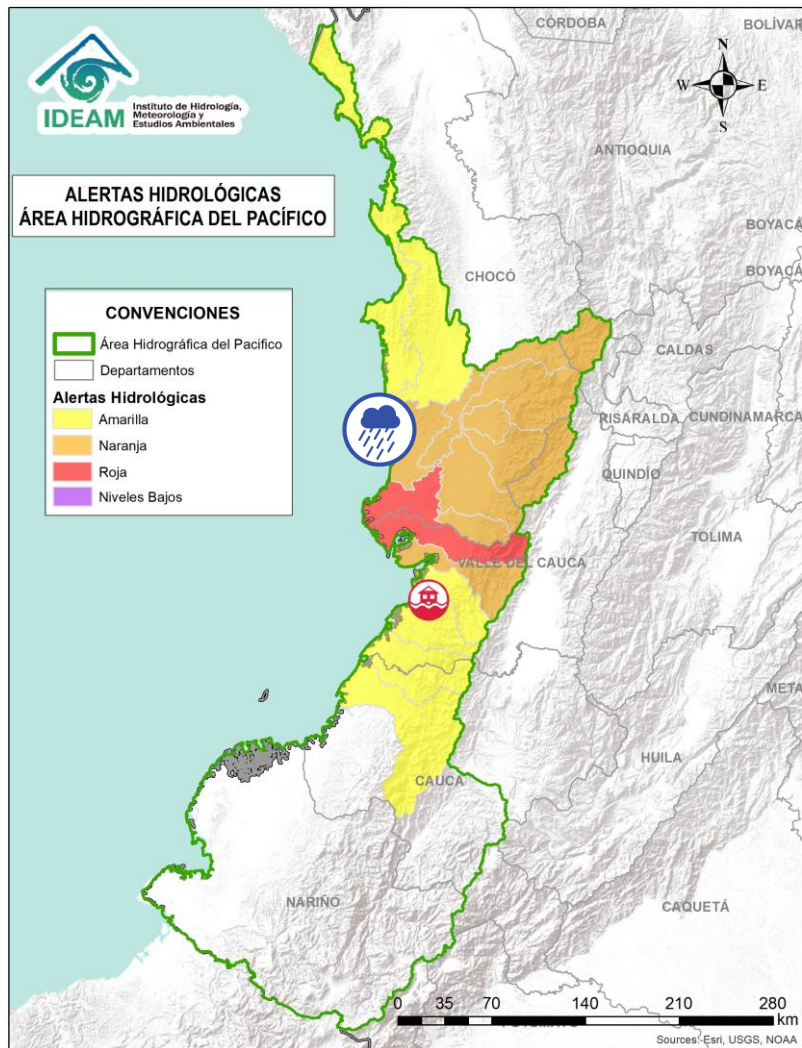 IDEAM
Instituto de Hidrología,
Meteorología y
Estudios Ambientales
ALERTAS HIDROLÓGICAS
ÁREA HIDROGRÁFICA DEL PACÍFICO
CONVENCIONES
Área Hidrográfica del Pacifico
Departamentos
Alertas Hidrológicas
Amarilla
Naranja
Roja
Niveles Bajos
N
W
E
S
CÓRDOBA
BOLÍVAR
ANTIOQUIA
BOYACÁ
BOYACÁ
CHOCÓ
CALDAS
RISARALDA
CUNDINAMARCA
QUINDÍO
TOLIMA
VALLE DEL CAUCA
META
HUILA
CAUCA
NARIÑO
CAQUETÁ
0 35 70 140 210 280
km
Sources: Esri, USGS, NOAA